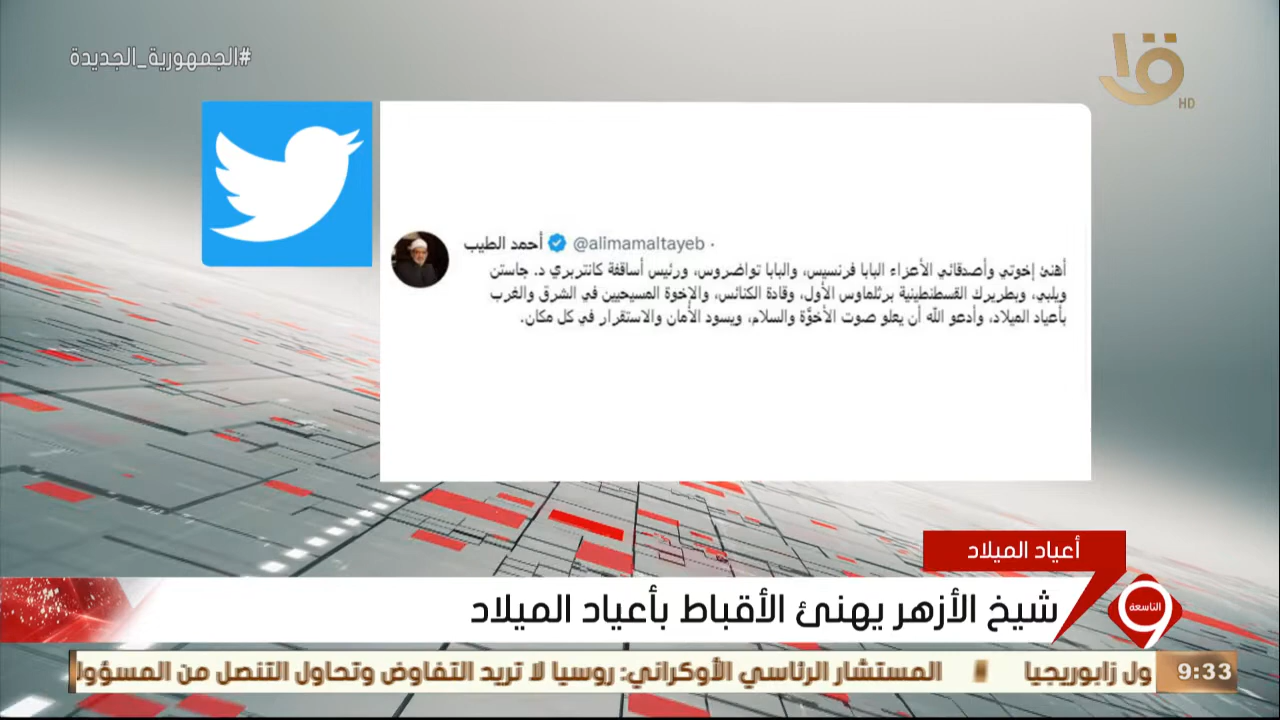 #الجمهورية_الجديدة
HD
أحمد الطيب @alimamaltayeb ·
أهنئ إخوتي وأصدقائي الأعزاء البابا فرنسيس، والبابا تواضروس، ورئيس أساقفة كانتربري د. جاستن
ويلبي، وبطريرك القسطنطينية برثلماوس الأول، وقادة الكنائس، والإخوة المسيحيين في الشرق والغرب
بأعياد الميلاد، وأدعو الله أن يعلو صوت الأخوَّة والسلام، ويسود الأمان والاستقرار في كل مكان.
أعياد الميلاد
شيخ الأزهر يهنئ الأقباط بأعياد الميلاد
التاسعة
9
9:33
ول زابوريجيا المستشار الرئاسي الأوكراني: روسيا لا تريد التفاوض وتحاول التنصل من المسؤول